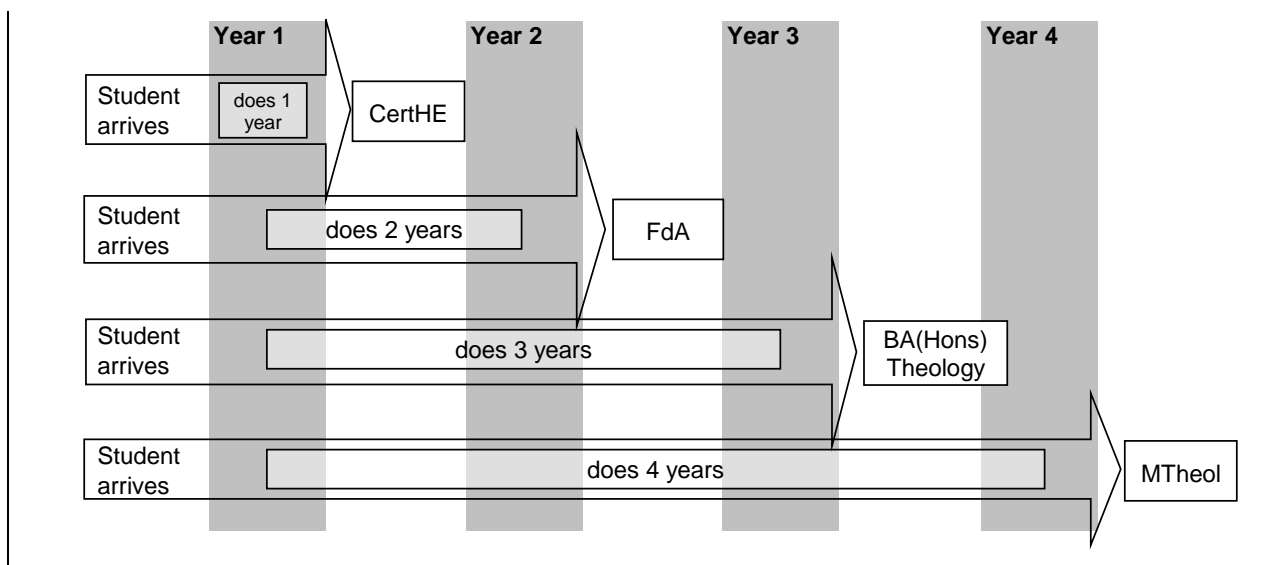 Year 1
Year 2
Year 3
Year 4
Student
arrives
does 1
year
CertHE
Student
arrives
does 2 years
FdA
Student
arrives
does 3 years
BA(Hons)
Theology
Student
arrives
does 4 years
MTheol